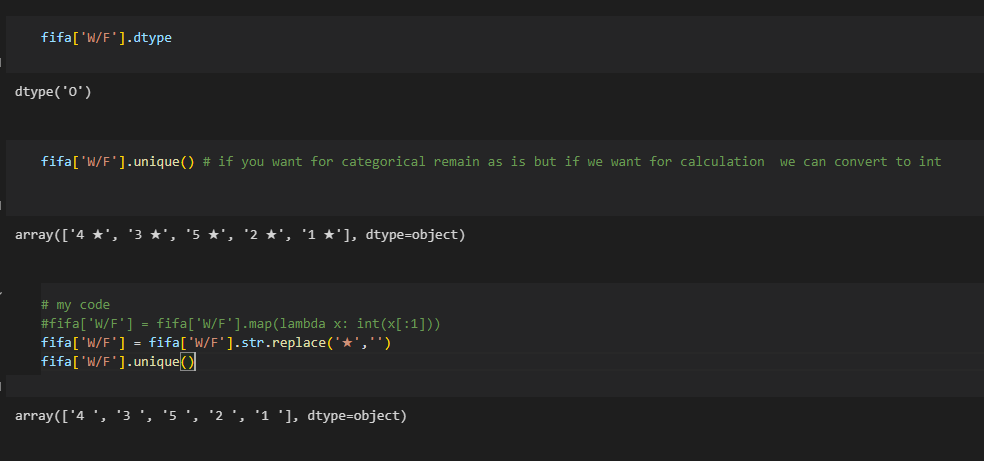 fifa['W/F'].dtype
dtype('O')
fifa['W/F'].unique() # if you want for categorical remain as is but if we want for calculation  we can convert to int
array(['4 ★', '3 ★', '5 ★', '2 ★', '1 ★'], dtype=object)
# my code
#fifa['W/F'] = fifa['W/F'].map(lambda x: int(x[:1]))
fifa['W/F'] = fifa['W/F'].str.replace('★','')
fifa['W/F'].unique()
array(['4 ', '3 ', '5 ', '2 ', '1 '], dtype=object)